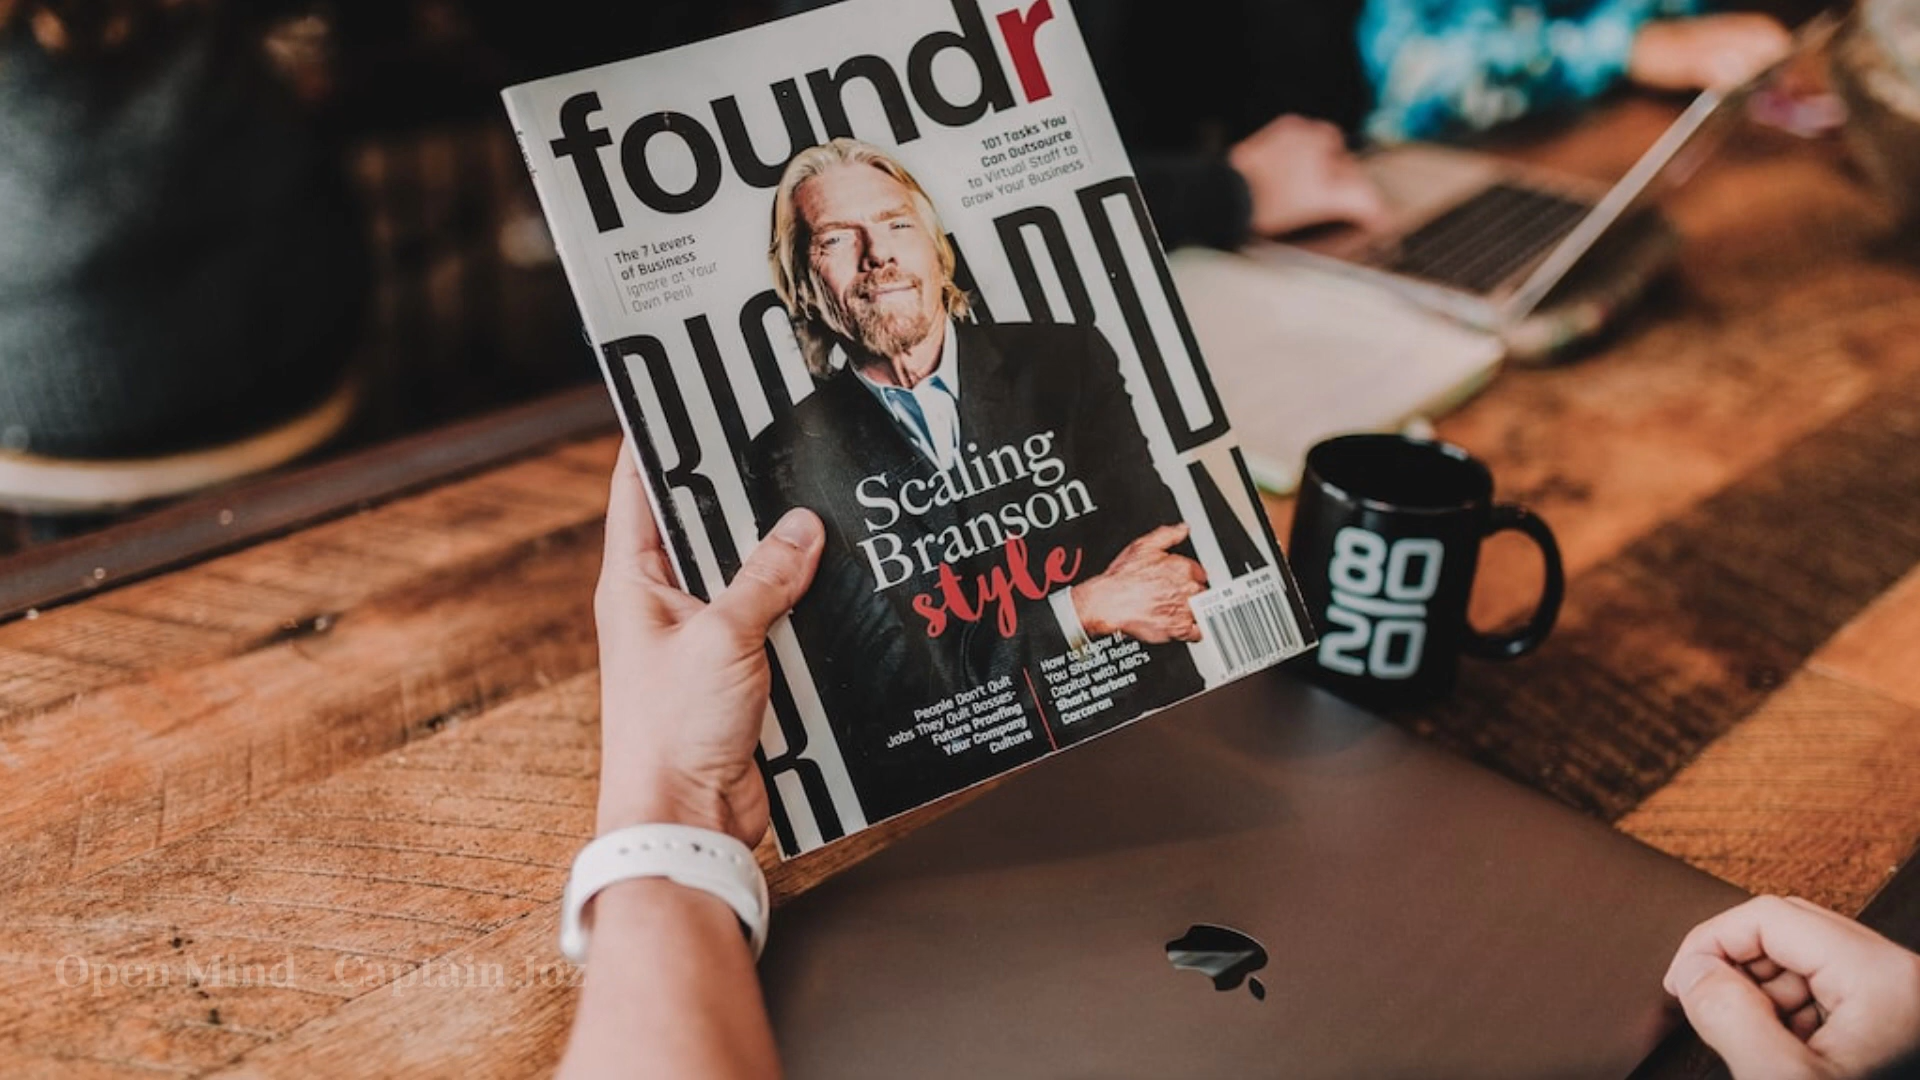 foundr
101 Tasks You
Can Outsource
to Virtual Staff to
Grow Your Business
The 7 Levers
of Business
Ignore at Your
Own Peril
Scaling
Branson
style
People Don't Quit
Jobs They Quit Bosses-
Future Proofing
Your Company
Culture
How to Know If
You Should Raise
Capital with ABC's
Shark Barbara
Corcoran
80
20
Open Mind - Captain Joz